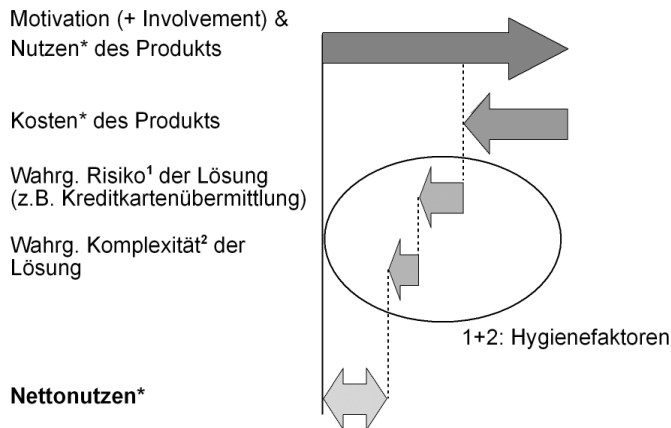 Motivation (+ Involvement) &
Nutzen* des Produkts
Kosten* des Produkts
Wahrg. Risiko¹ der Lösung
(z.B. Kreditkartenübermittlung)
Wahrg. Komplexität² der
Lösung
1+2: Hygienefaktoren
Nettonutzen*